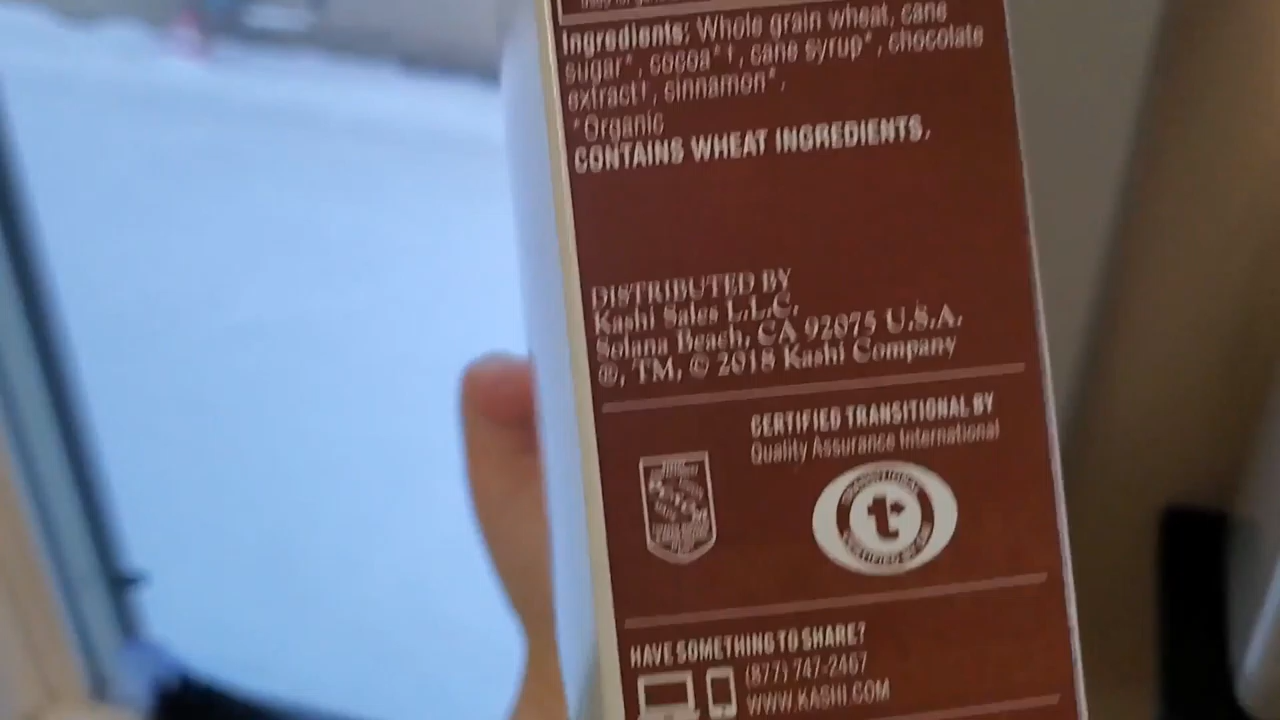 Ingredients: Whole grain wheat, cane
sugar*, cocoa*†, cane syrup*, chocolate
extract†, sinnamon*.
*Organic
CONTAINS WHEAT INGREDIENTS.
DISTRIBUTED BY
Kashi Sales L.L.C.
Solana Beach, CA 92075 U.S.A.
®, TM, © 2018 Kashi Company
CERTIFIED TRANSITIONAL BY
Quality Assurance International
t
HAVE SOMETHING TO SHARE?
(877) 747-2467
WWW.KASHI.COM